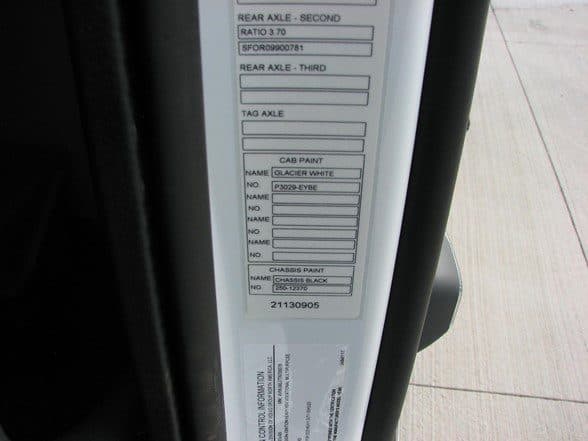 REAR AXLE - SECOND
RATIO 3.70
SFOR09900781
REAR AXLE - THIRD
TAG AXLE
CAB PAINT
NAME GLACIER WHITE
NO. P3029-EYBE
NAME
NO.
NAME
NO.
NAME
NO.
CHASSIS PAINT
NAME CHASSIS BLACK
NO. 250-12370
21130905
CONTROL INFORMATION